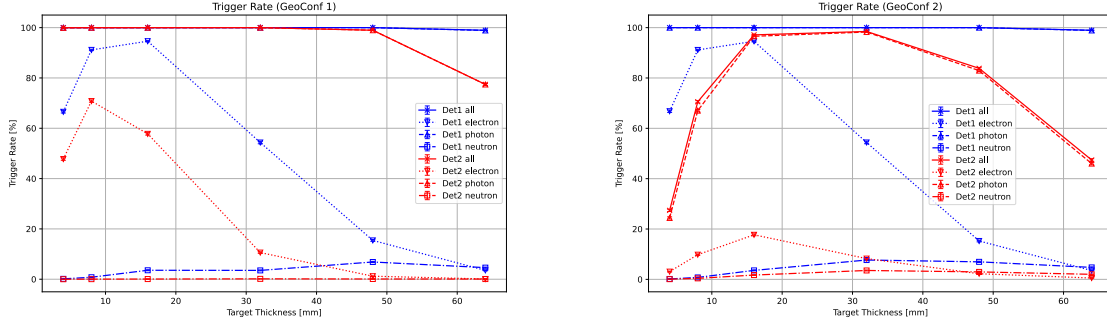 Trigger Rate (GeoConf 1)
Trigger Rate [%]
100
80
60
40
20
0
Det1 all
Det1 electron
Det1 photon
Det1 neutron
Det2 all
Det2 electron
Det2 photon
Det2 neutron
10
20
30
40
50
60
Target Thickness [mm]
Trigger Rate (GeoConf 2)
Trigger Rate [%]
100
80
60
40
20
0
Det1 all
Det1 electron
Det1 photon
Det1 neutron
Det2 all
Det2 electron
Det2 photon
Det2 neutron
10
20
30
40
50
60
Target Thickness [mm]